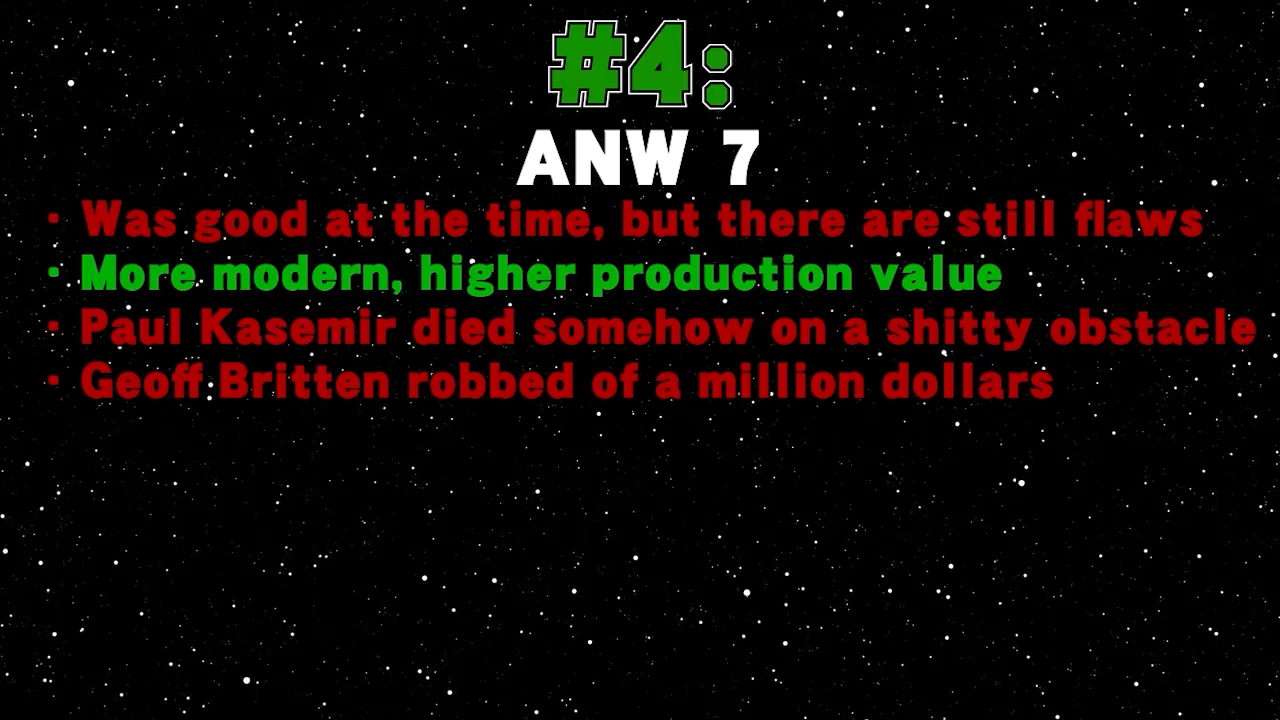 #4:
ANW 7
· Was good at the time, but there are still flaws
· More modern, higher production value
· Paul Kasemir died somehow on a shitty obstacle
· Geoff Britten robbed of a million dollars